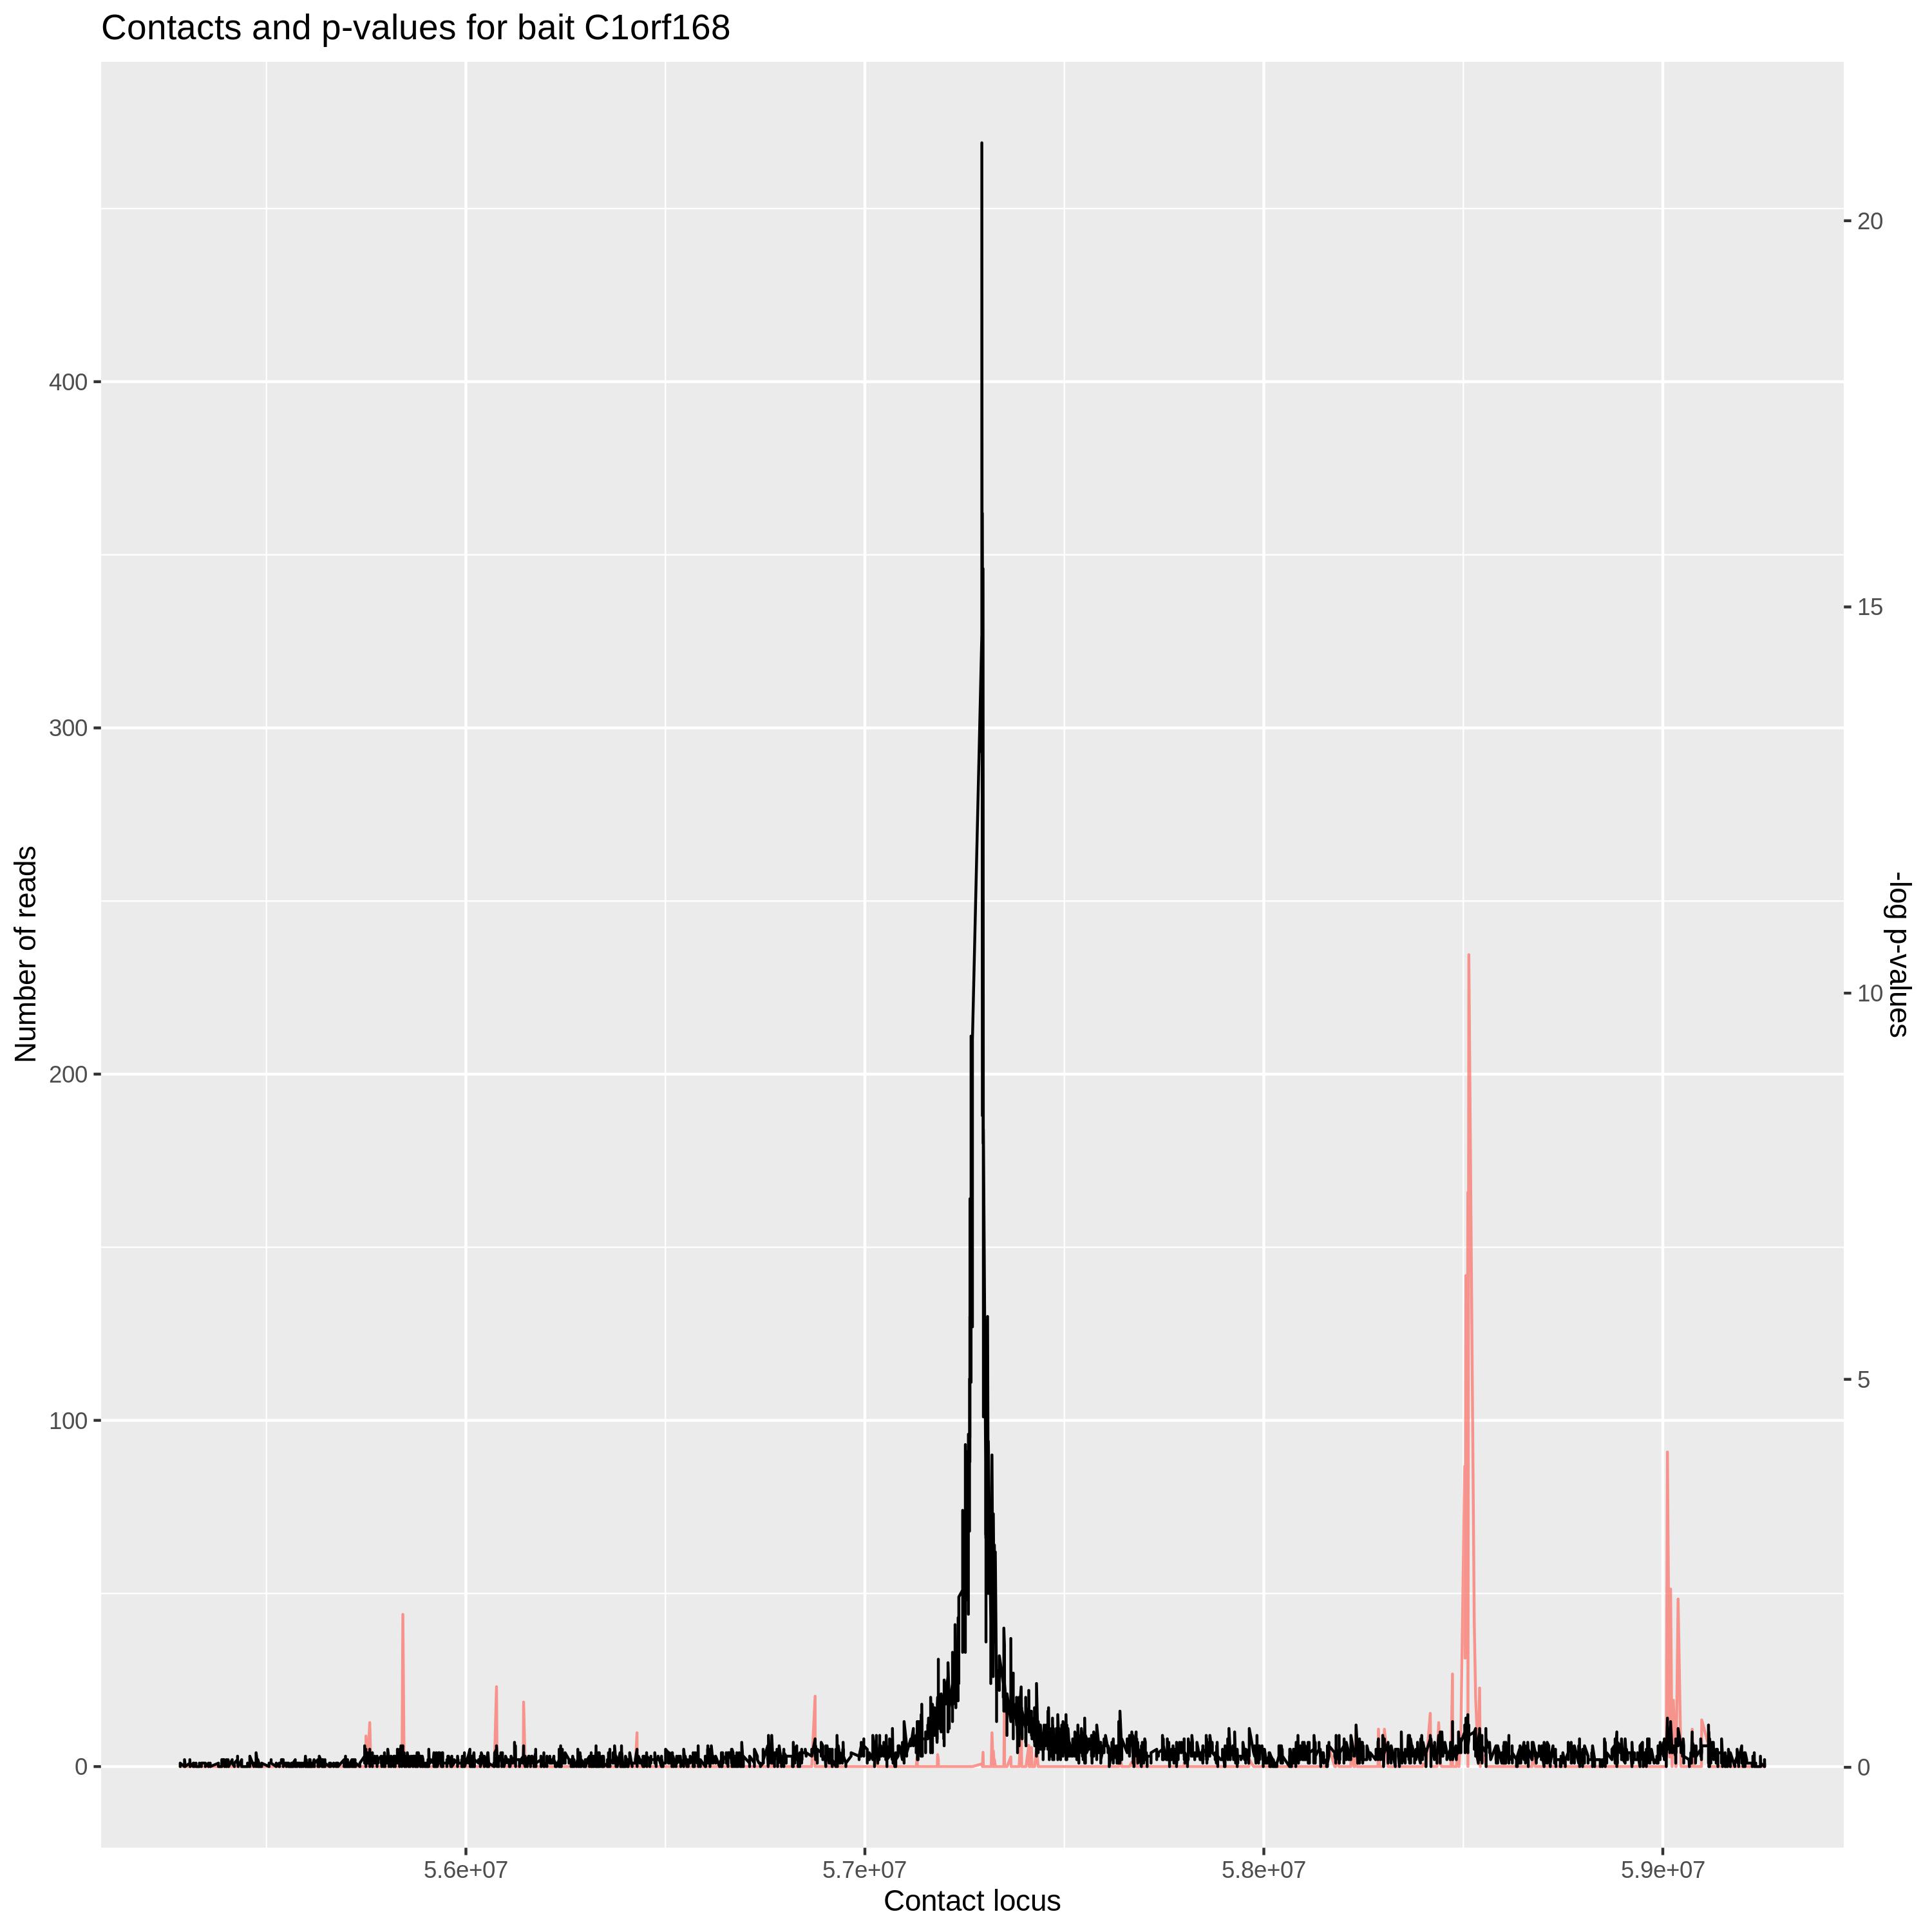 Contacts and p-values for bait C1orf168
Number of reads
400
300
200
100
0
20
15
10
5
0
-log p-values
5.6e+07 5.7e+07 5.8e+07 5.9e+07
Contact locus